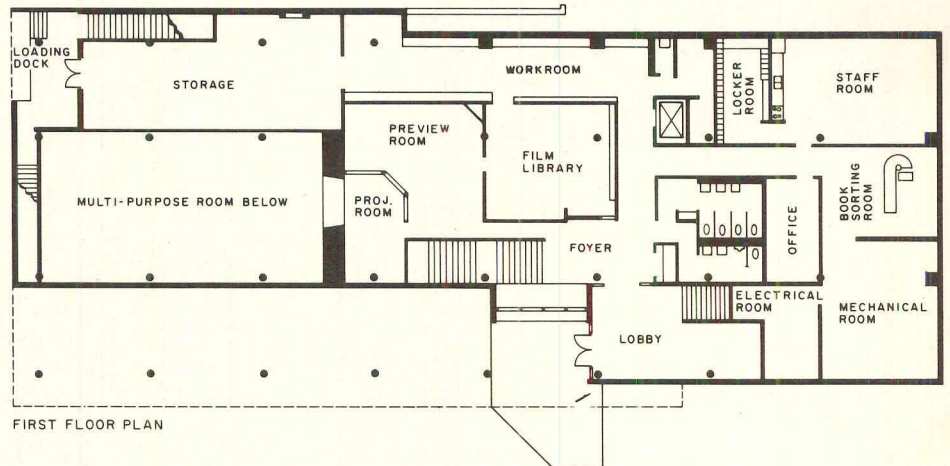 LOADING
DOCK
STORAGE
WORKROOM
LOCKER
ROOM
STAFF
ROOM
PREVIEW
ROOM
FILM
LIBRARY
MULTI-PURPOSE ROOM BELOW
PROJ.
ROOM
FOYER
OFFICE
BOOK
SORTING
ROOM
ELECTRICAL
ROOM
MECHANICAL
ROOM
LOBBY
FIRST FLOOR PLAN